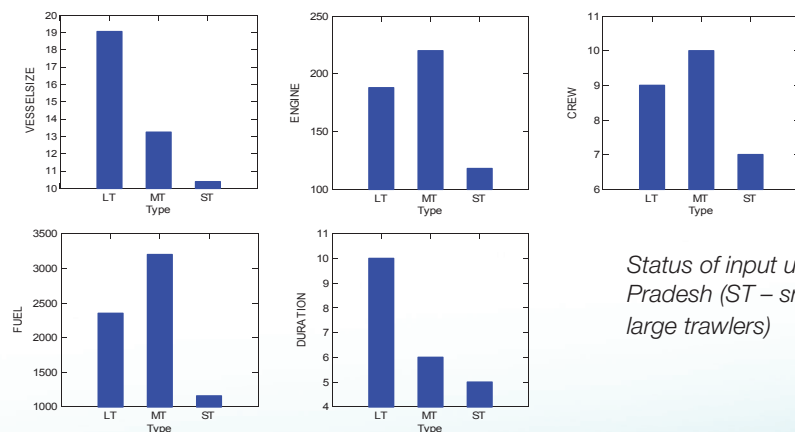 20
19
18
17
16
15
14
13
12
11
10
VESSELSIZE
LT MT ST
Type
250
200
150
100
ENGINE
LT MT ST
Type
11
10
9
8
7
6
CREW
LT MT ST
Type
3500
3000
2500
2000
1500
1000
FUEL
LT MT ST
Type
11
10
9
8
7
6
5
4
DURATION
LT MT ST
Type
Status of input
Pradesh (ST –
large trawlers)